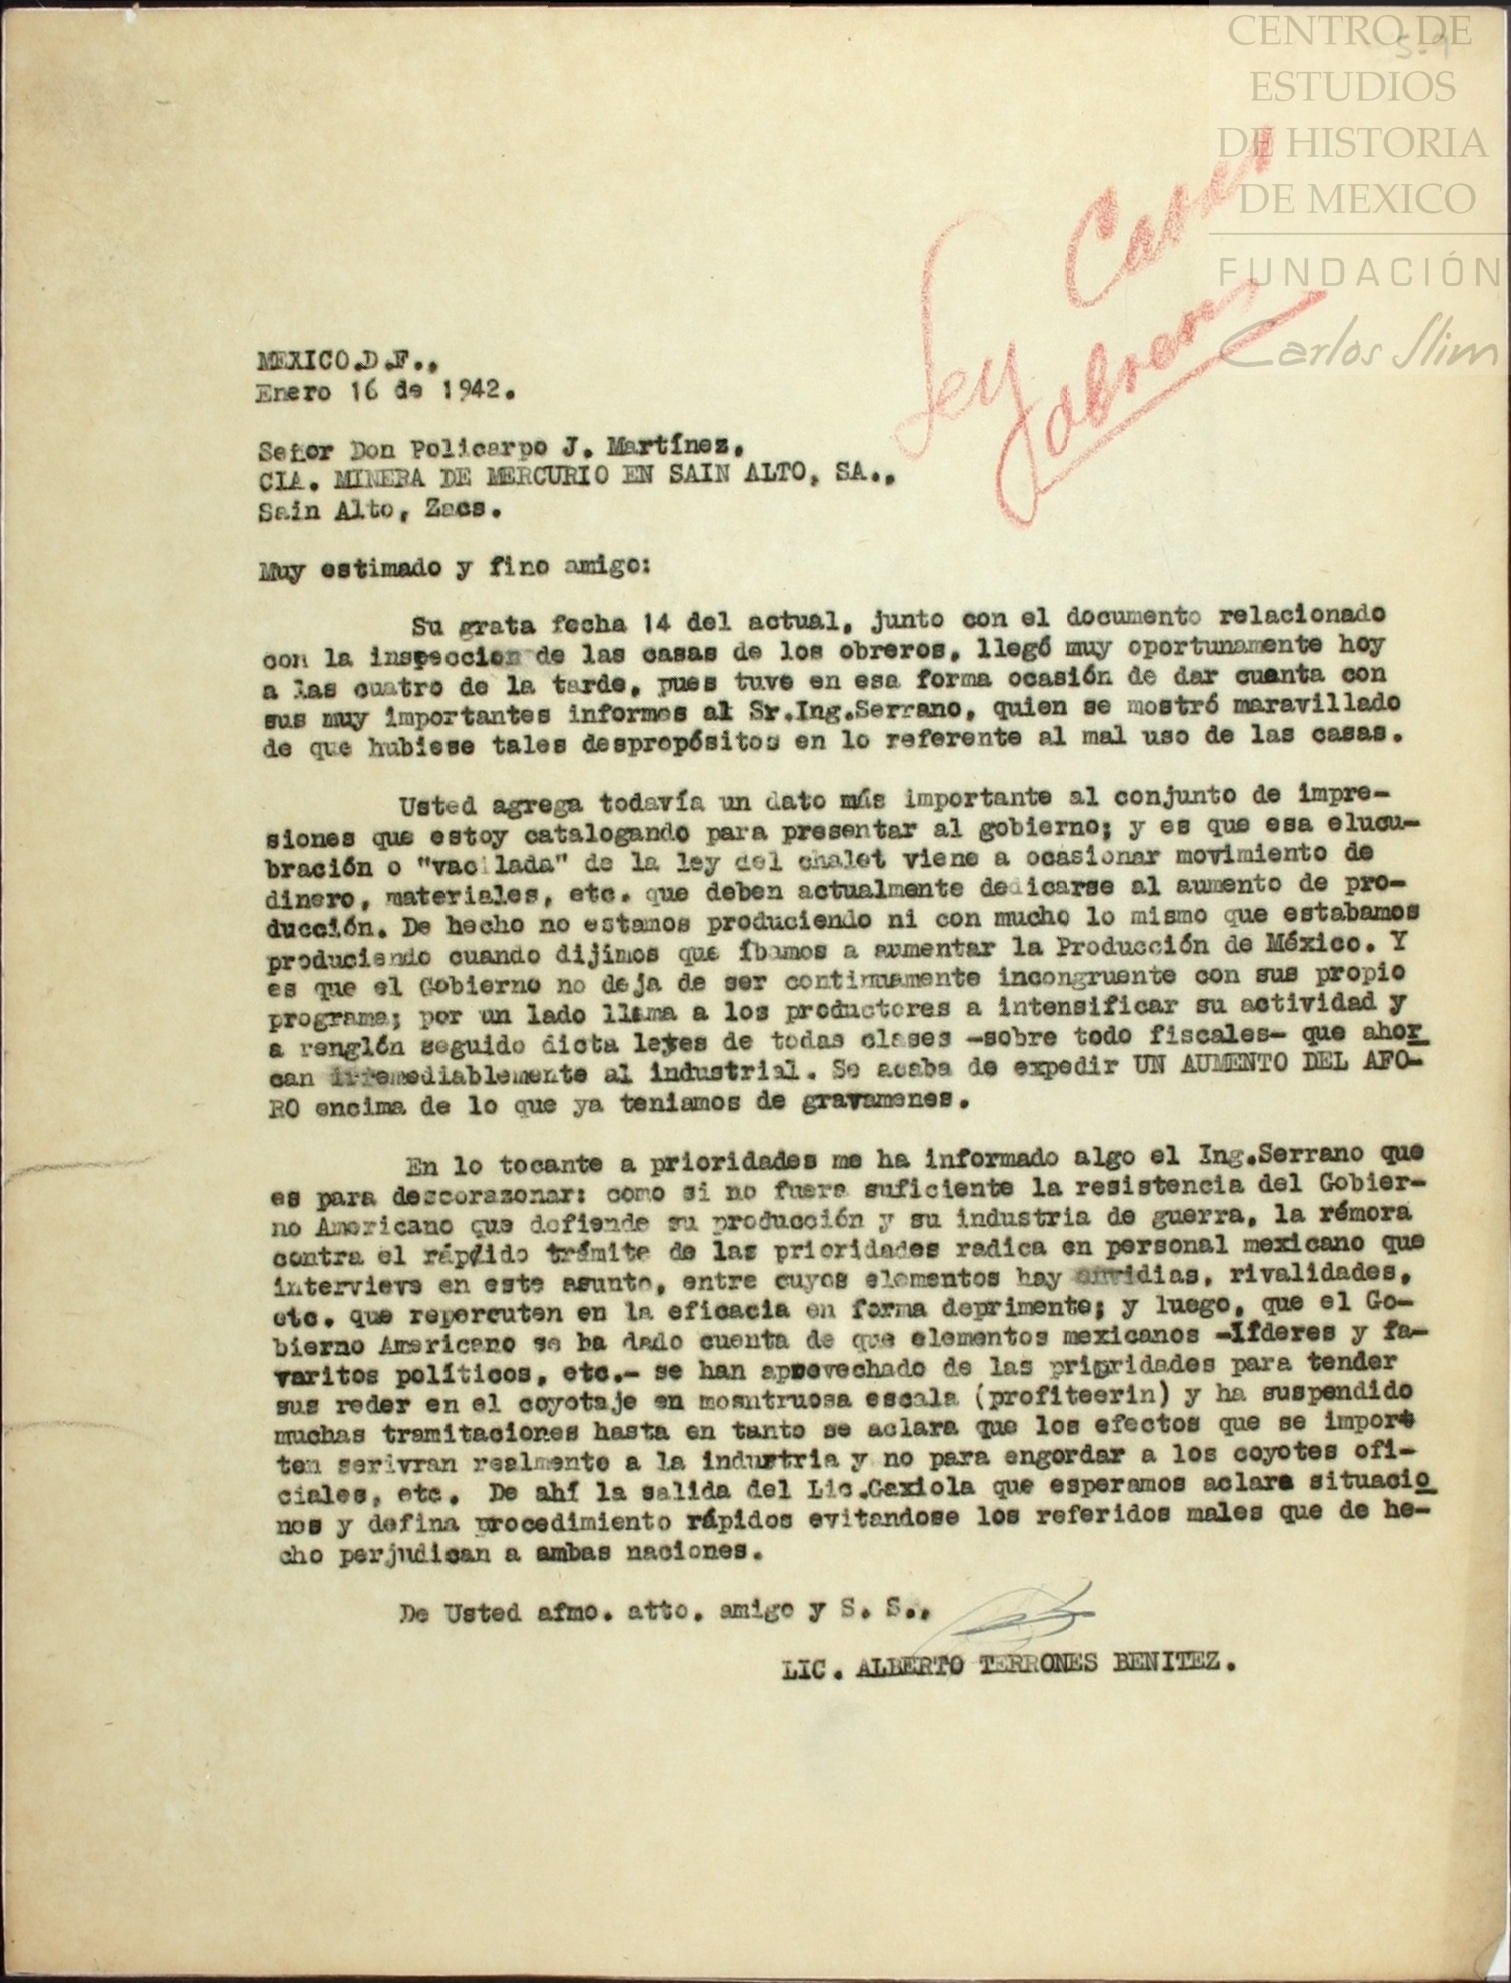 CENTRO DE
ESTUDIOS
DE HISTORIA
DE MEXICO
FUNDACIÓN
Carlos Slim
5.9
Ley Casas
MEXICO.D.F.,
Enero 16 de 1942.
Señor Don Policarpo J. Martínez,
CIA. MINERA DE MERCURIO EN SAIN ALTO, SA.,
Sain Alto, Zacs.
Muy estimado y fino amigo:
Su grata fecha 14 del actual, junto con el documento relacionado
con la inspeccion de las casas de los obreros, llegó muy oportunamente hoy
a las cuatro de la tarde, pues tuve en esa forma ocasión de dar cuenta con
sus muy importantes informes al Sr.Ing.Serrano, quien se mostró maravillado
de que hubiese tales despropósitos en lo referente al mal uso de las casas.
Usted agrega todavía un dato más importante al conjunto de impre-
siones que estoy catalogando para presentar al gobierno; y es que esa elucu-
bración o "vacilada" de la ley del chalet viene a ocasionar movimiento de
dinero, materiales, etc. que deben actualmente dedicarse al aumento de pro-
ducción. De hecho no estamos produciendo ni con mucho lo mismo que estabamos
produciendo cuando dijimos que íbamos a aumentar la Producción de México. Y
es que el Gobierno no deja de ser continuamente incongruente con sus propio
programa; por un lado llama a los productores a intensificar su actividad y
a renglón seguido dicta leyes de todas clases -sobre todo fiscales- que ahor
can irremediablemente al industrial. Se acaba de expedir UN AUMENTO DEL AFO-
RO encima de lo que ya teniamos de gravamenes.
En lo tocante a prioridades me ha informado algo el Ing.Serrano que
es para descorazonar: como si no fuera suficiente la resistencia del Gobier-
no Americano que defiende su producción y su industria de guerra, la rémora
contra el rápido trámite de las prioridades radica en personal mexicano que
intervievs en este asunto, entre cuyos elementos hay envidias, rivalidades,
etc. que repercuten en la eficacia en forma deprimente; y luego, que el Go-
bierno Americano se ha dado cuenta de que elementos mexicanos -líderes y fa-
varitos políticos, etc.- se han aprovechado de las prioridades para tender
sus reder en el coyotaje en mosntruosa escala (profiteerin) y ha suspendido
muchas tramitaciones hasta en tanto se aclara que los efectos que se import
ten serivran realmente a la industria y no para engordar a los coyotes ofi-
ciales, etc. De ahí la salida del Lic.Gaxiola que esperamos aclare situacio
nes y defina procedimiento rápidos evitandose los referidos males que de he-
cho perjudican a ambas naciones.
De Usted afmo. atto. amigo y S. S.,
LIC. ALBERTO TERRONES BENITEZ.